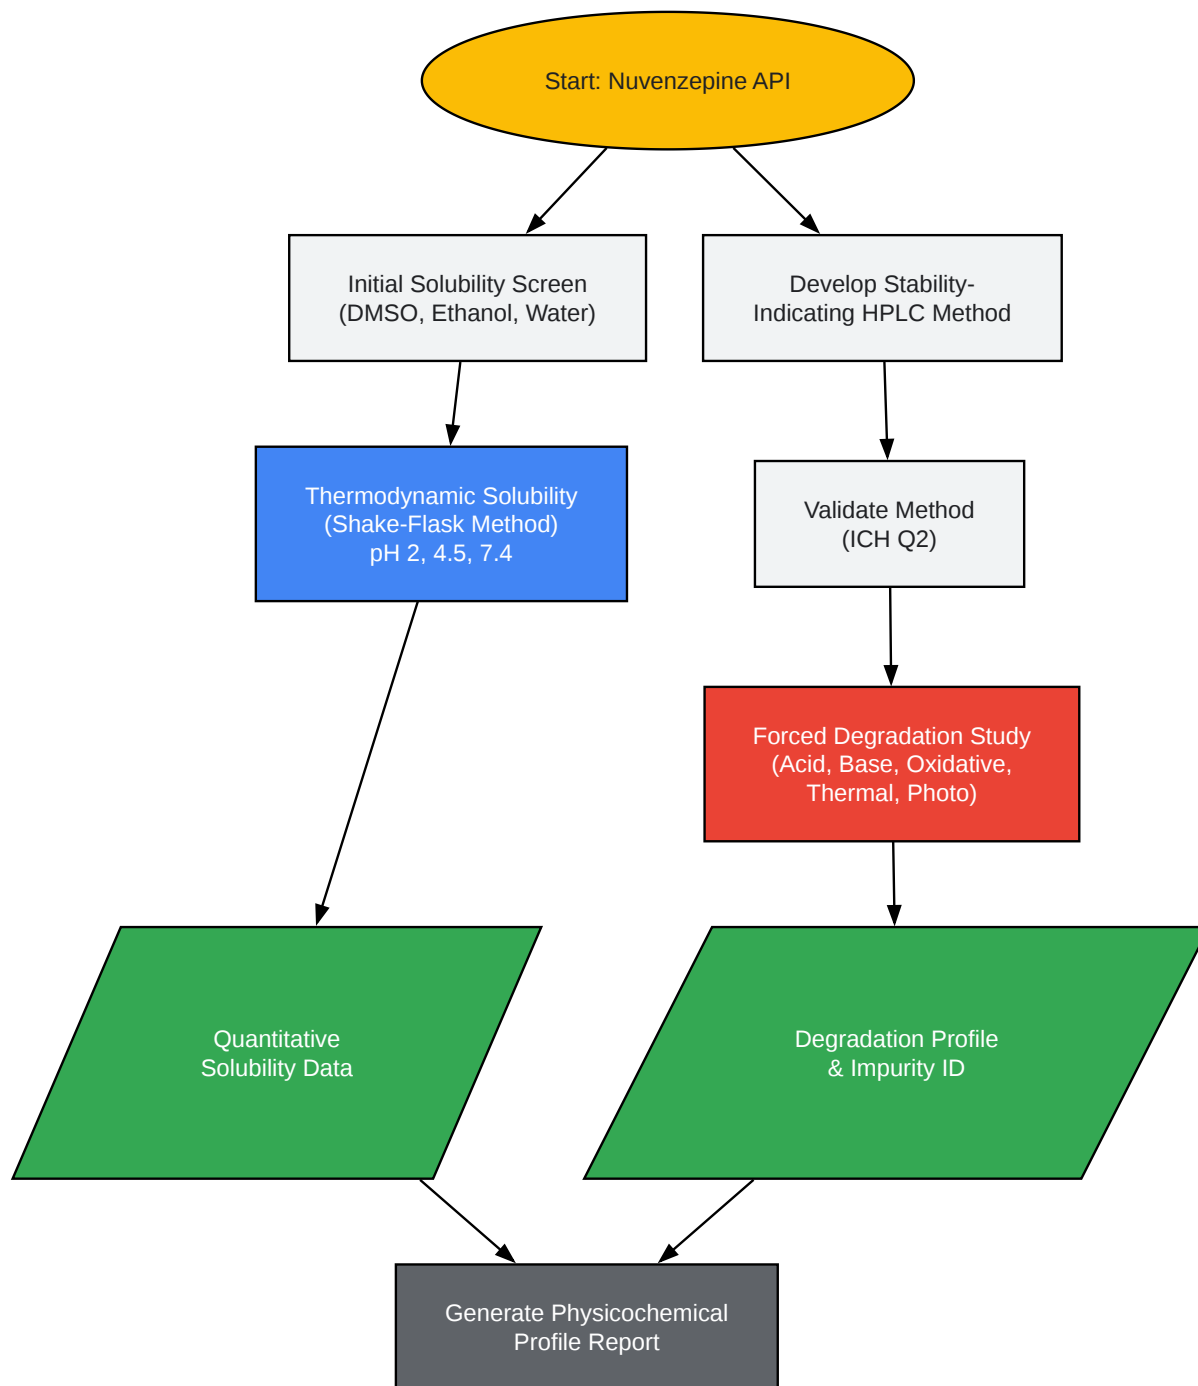 Start: Nuvenzepine API
Initial Solubility Screen
(DMSO, Ethanol, Water)
Develop Stability-
Indicating HPLC Method
Thermodynamic Solubility
(Shake-Flask Method)
pH 2, 4.5, 7.4
Validate Method
(ICH Q2)
Forced Degradation Study
(Acid, Base, Oxidative,
Thermal, Photo)
Quantitative
Solubility Data
Degradation Profile
& Impurity ID
Generate Physicochemical
Profile Report